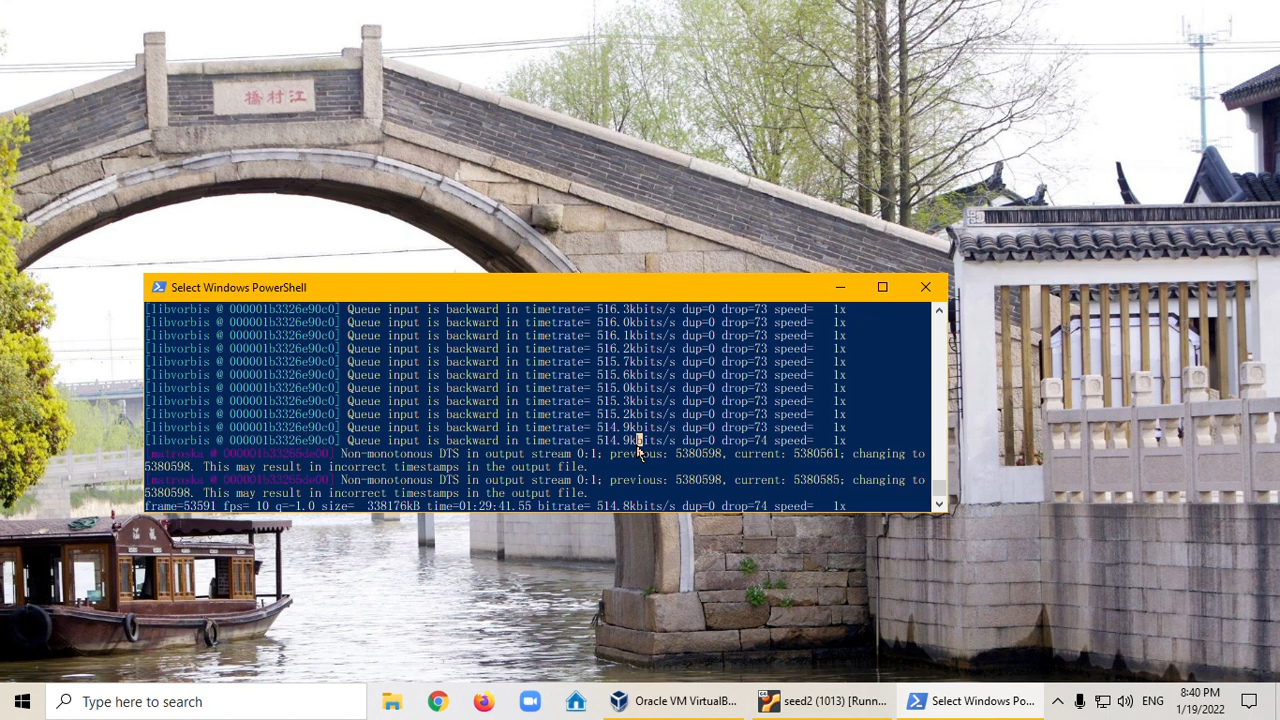 江村橋
Select Windows PowerShell
[libvorbis @ 000001b3326e90c0] Queue input is backward in timetrate= 516.3kbits/s dup=0 drop=73 speed=   1x
[libvorbis @ 000001b3326e90c0] Queue input is backward in timetrate= 516.0kbits/s dup=0 drop=73 speed=   1x
[libvorbis @ 000001b3326e90c0] Queue input is backward in timetrate= 516.1kbits/s dup=0 drop=73 speed=   1x
[libvorbis @ 000001b3326e90c0] Queue input is backward in timetrate= 516.2kbits/s dup=0 drop=73 speed=   1x
[libvorbis @ 000001b3326e90c0] Queue input is backward in timetrate= 515.7kbits/s dup=0 drop=73 speed=   1x
[libvorbis @ 000001b3326e90c0] Queue input is backward in timetrate= 515.6kbits/s dup=0 drop=73 speed=   1x
[libvorbis @ 000001b3326e90c0] Queue input is backward in timetrate= 515.0kbits/s dup=0 drop=73 speed=   1x
[libvorbis @ 000001b3326e90c0] Queue input is backward in timetrate= 515.3kbits/s dup=0 drop=73 speed=   1x
[libvorbis @ 000001b3326e90c0] Queue input is backward in timetrate= 515.2kbits/s dup=0 drop=73 speed=   1x
[libvorbis @ 000001b3326e90c0] Queue input is backward in timetrate= 514.9kbits/s dup=0 drop=73 speed=   1x
[libvorbis @ 000001b3326e90c0] Queue input is backward in timetrate= 514.9kbits/s dup=0 drop=74 speed=   1x
[matroska @ 000001b33265de00] Non-monotonous DTS in output stream 0:1; previous: 5380598, current: 5380561; changing to
5380598. This may result in incorrect timestamps in the output file.
[matroska @ 000001b33265de00] Non-monotonous DTS in output stream 0:1; previous: 5380598, current: 5380585; changing to
5380598. This may result in incorrect timestamps in the output file.
frame=53591 fps= 10 q=-1.0 size=  338176kB time=01:29:41.55 bitrate= 514.8kbits/s dup=0 drop=74 speed=   1x
Type here to search
Oracle VM VirtualB...
seed2 (1013) [Runn...
Select Windows Po...
ENG
8:40 PM
1/19/2022